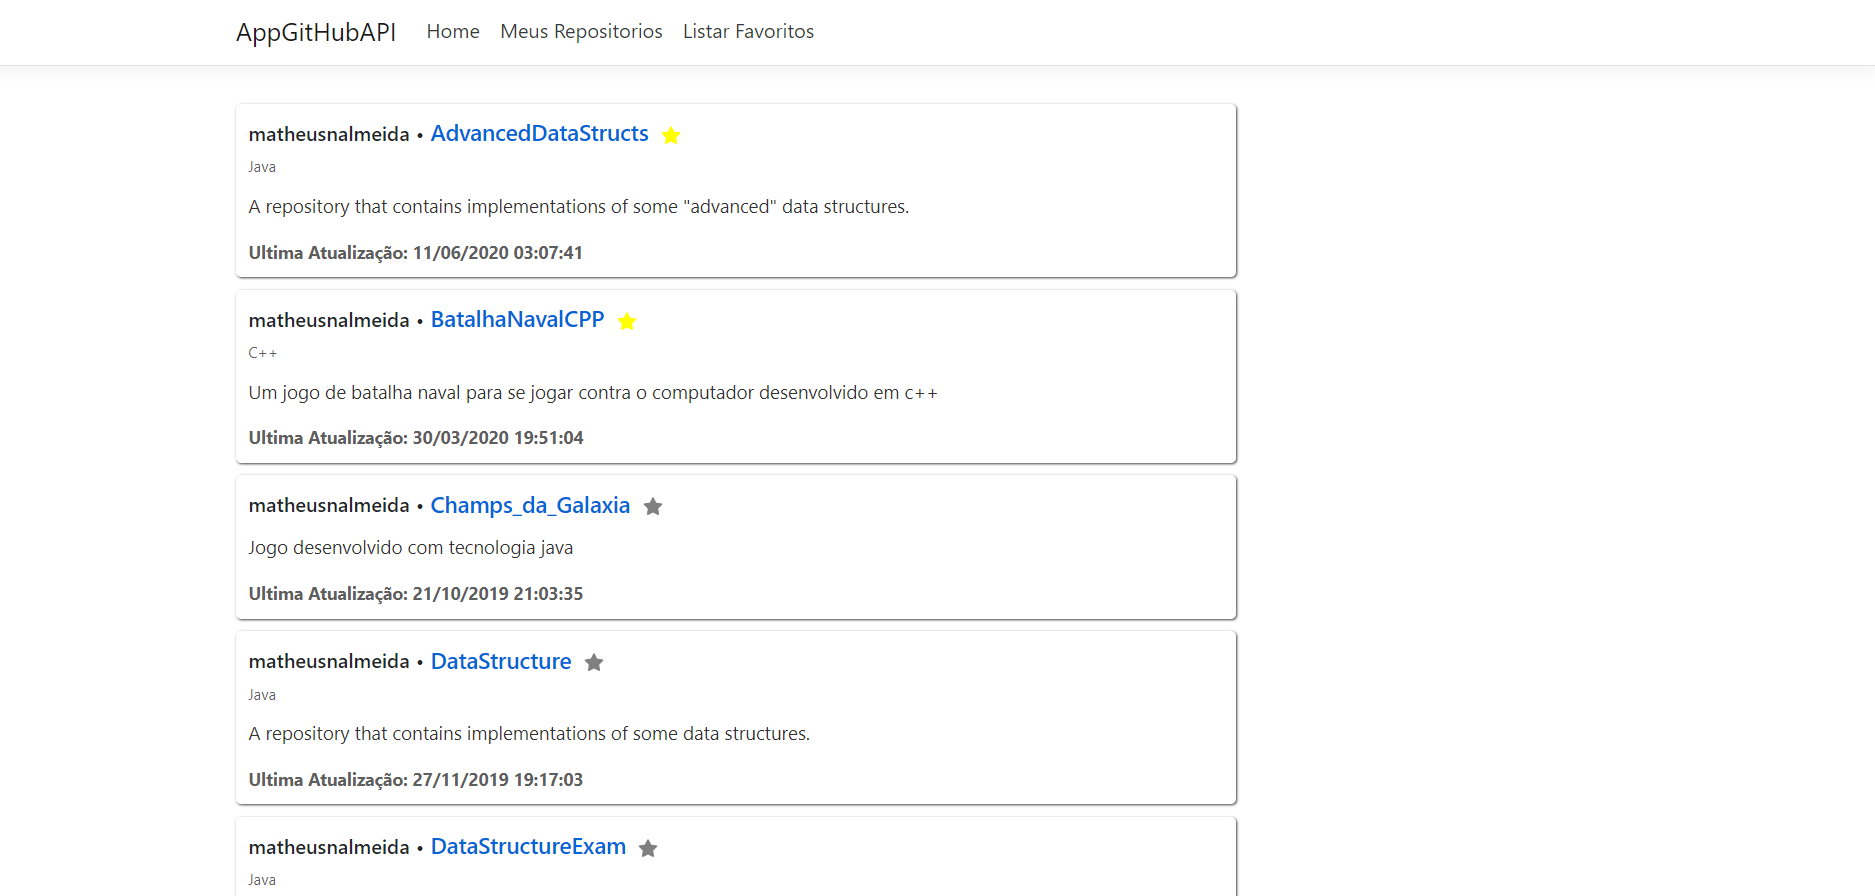 AppGitHubAPI Home Meus Repositorios Listar Favoritos
matheusnalmeida • AdvancedDataStructs
Java
A repository that contains implementations of some "advanced" data structures.
Ultima Atualização: 11/06/2020 03:07:41
matheusnalmeida • BatalhaNavalCPP
C++
Um jogo de batalha naval para se jogar contra o computador desenvolvido em c++
Ultima Atualização: 30/03/2020 19:51:04
matheusnalmeida • Champs_da_Galaxia
Jogo desenvolvido com tecnologia java
Ultima Atualização: 21/10/2019 21:03:35
matheusnalmeida • DataStructure
Java
A repository that contains implementations of some data structures.
Ultima Atualização: 27/11/2019 19:17:03
matheusnalmeida • DataStructureExam
Java